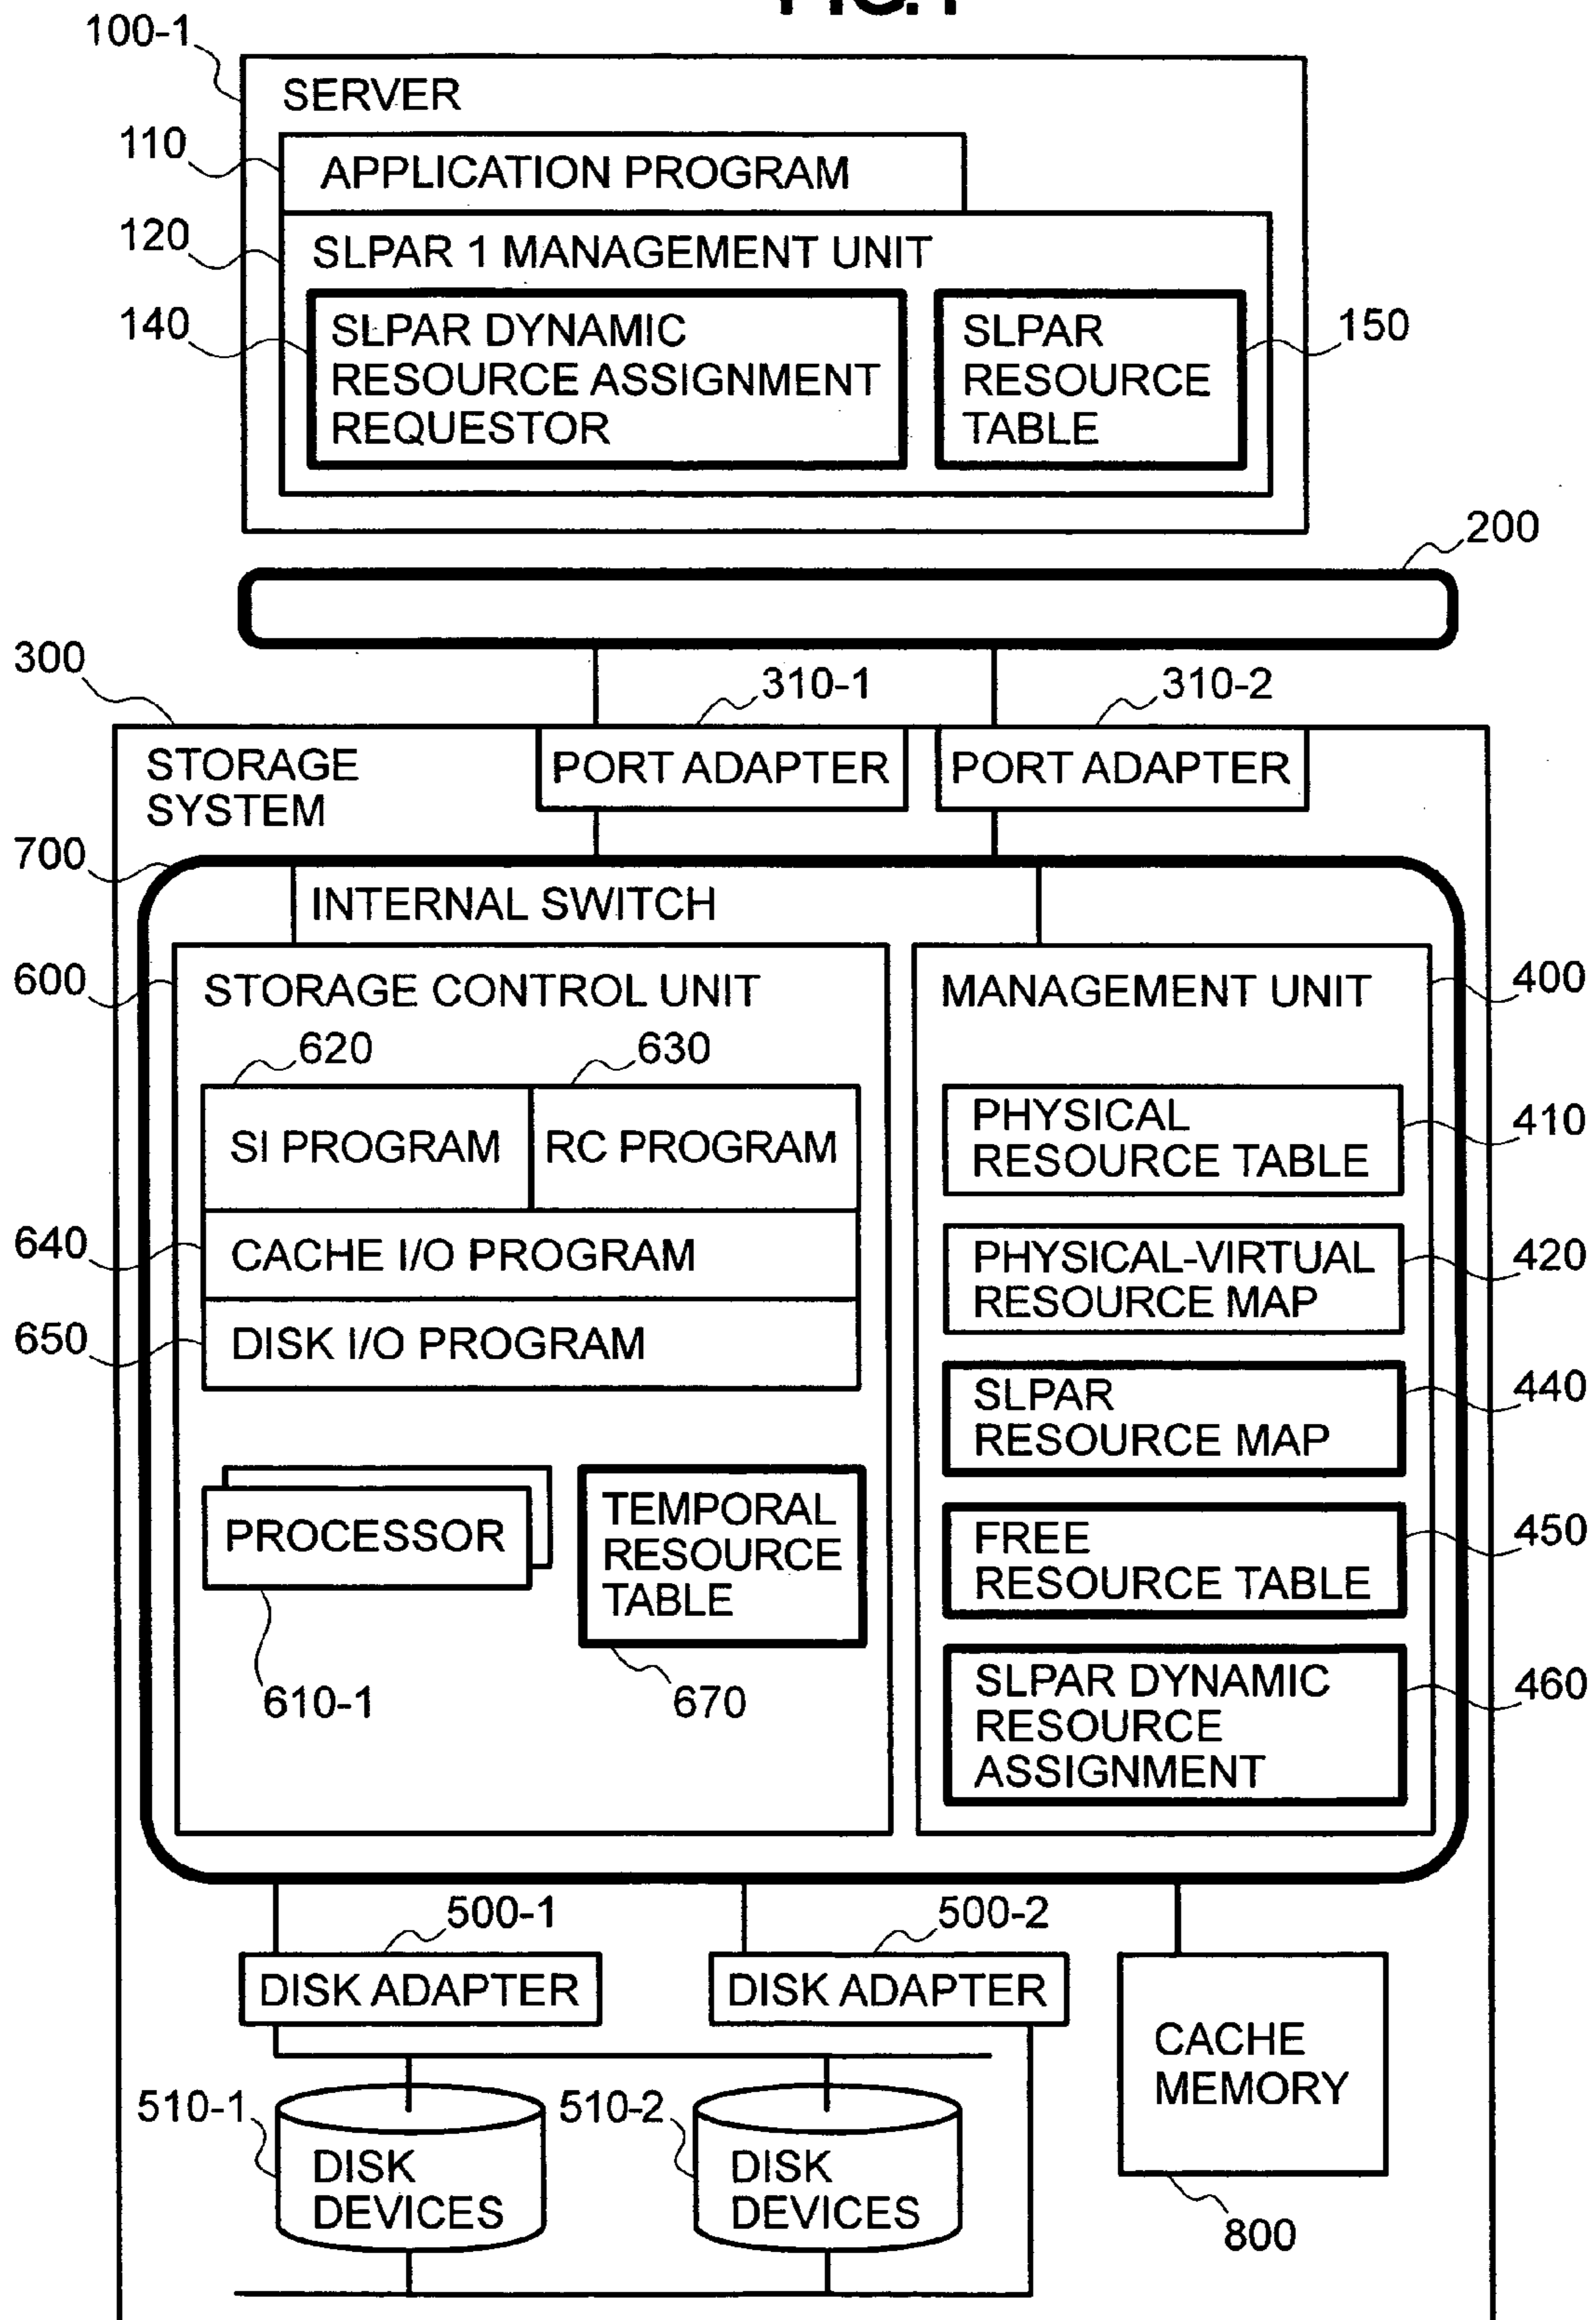 FIG.1
100-1
SERVER
110
APPLICATION PROGRAM
120
SLPAR 1 MANAGEMENT UNIT
140
SLPAR DYNAMIC
RESOURCE ASSIGNMENT
REQUESTOR
SLPAR
RESOURCE
TABLE
150
200
300
310-1
310-2
STORAGE
SYSTEM
PORT ADAPTER
PORT ADAPTER
700
INTERNAL SWITCH
600
STORAGE CONTROL UNIT
620
630
SI PROGRAM
RC PROGRAM
640
CACHE I/O PROGRAM
650
DISK I/O PROGRAM
PROCESSOR
610-1
TEMPORAL
RESOURCE
TABLE
670
MANAGEMENT UNIT
400
PHYSICAL
RESOURCE TABLE
410
PHYSICAL-VIRTUAL
RESOURCE MAP
420
SLPAR
RESOURCE MAP
440
FREE
RESOURCE TABLE
450
SLPAR DYNAMIC
RESOURCE
ASSIGNMENT
460
500-1
500-2
DISK ADAPTER
DISK ADAPTER
CACHE
MEMORY
800
510-1
DISK
DEVICES
510-2
DISK
DEVICES